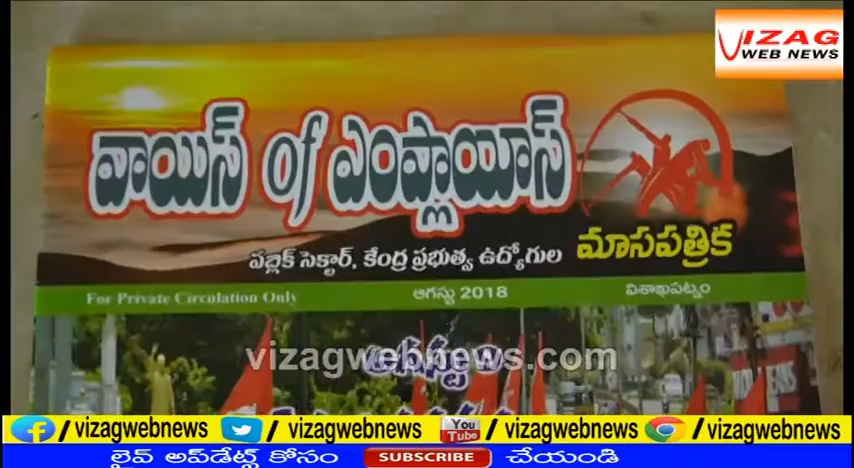 VIZAG
WEB NEWS
వాయిస్ of ఎంప్లాయీస్
పబ్లిక్ సెక్టార్, కేంద్ర ప్రభుత్వ ఉద్యోగుల మాసపత్రిక
For Private Circulation Only ఆగస్టు 2018 విశాఖపట్నం
vizagwebnews.com
/vizagwebnews /vizagwebnews You Tube /vizagwebnews /vizagwebnews
లైవ్ అప్‌డేట్స్ కోసం SUBSCRIBE చేయండి